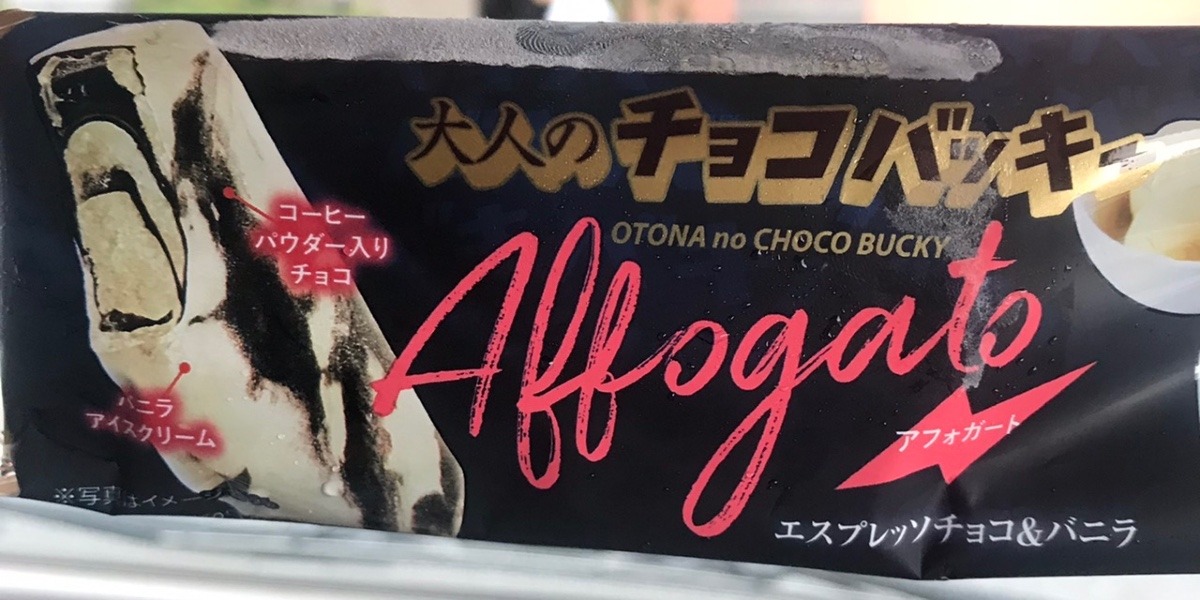 大人のチョコバッキー
OTONA no CHOCO BUCKY
Affogato
アフォガート
エスプレッソチョコ&バニラ
コーヒー
パウダー入り
チョコ
バニラ
アイスクリーム
※写真はイメージ